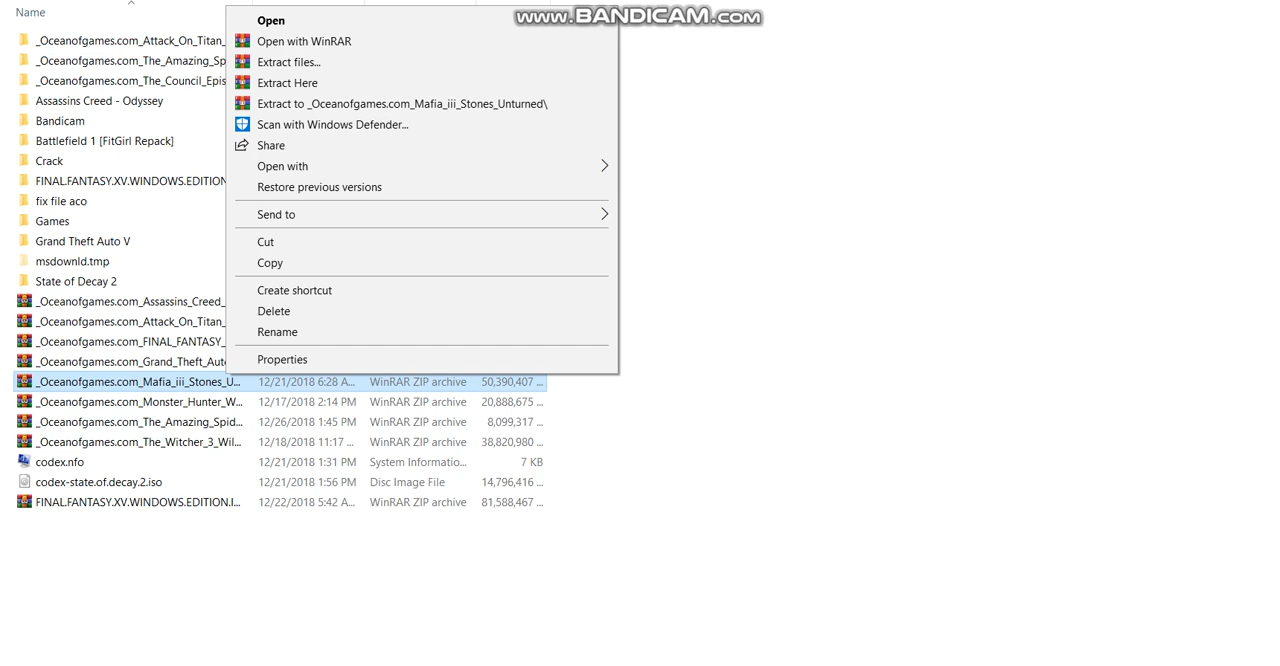 www.BANDICAM.com
Name
_Oceanofgames.com_Attack_On_Titan_
_Oceanofgames.com_The_Amazing_Sp
_Oceanofgames.com_The_Council_Epis
Assassins Creed - Odyssey
Bandicam
Battlefield 1 [FitGirl Repack]
Crack
FINAL.FANTASY.XV.WINDOWS.EDITION
fix file aco
Games
Grand Theft Auto V
msdownld.tmp
State of Decay 2
_Oceanofgames.com_Assassins_Creed_
_Oceanofgames.com_Attack_On_Titan_
_Oceanofgames.com_FINAL_FANTASY_
_Oceanofgames.com_Grand_Theft_Aut
_Oceanofgames.com_Mafia_iii_Stones_U... 12/21/2018 6:28 A... WinRAR ZIP archive 50,390,407 ...
_Oceanofgames.com_Monster_Hunter_W... 12/17/2018 2:14 PM WinRAR ZIP archive 20,888,675 ...
_Oceanofgames.com_The_Amazing_Spid... 12/26/2018 1:45 PM WinRAR ZIP archive 8,099,317 ...
_Oceanofgames.com_The_Witcher_3_Wil... 12/18/2018 11:17 ... WinRAR ZIP archive 38,820,980 ...
codex.nfo 12/21/2018 1:31 PM System Informatio... 7 KB
codex-state.of.decay.2.iso 12/21/2018 1:56 PM Disc Image File 14,796,416 ...
FINAL.FANTASY.XV.WINDOWS.EDITION.I... 12/22/2018 5:42 A... WinRAR ZIP archive 81,588,467 ...
Open
Open with WinRAR
Extract files...
Extract Here
Extract to _Oceanofgames.com_Mafia_iii_Stones_Unturned\
Scan with Windows Defender...
Share
Open with
Restore previous versions
Send to
Cut
Copy
Create shortcut
Delete
Rename
Properties